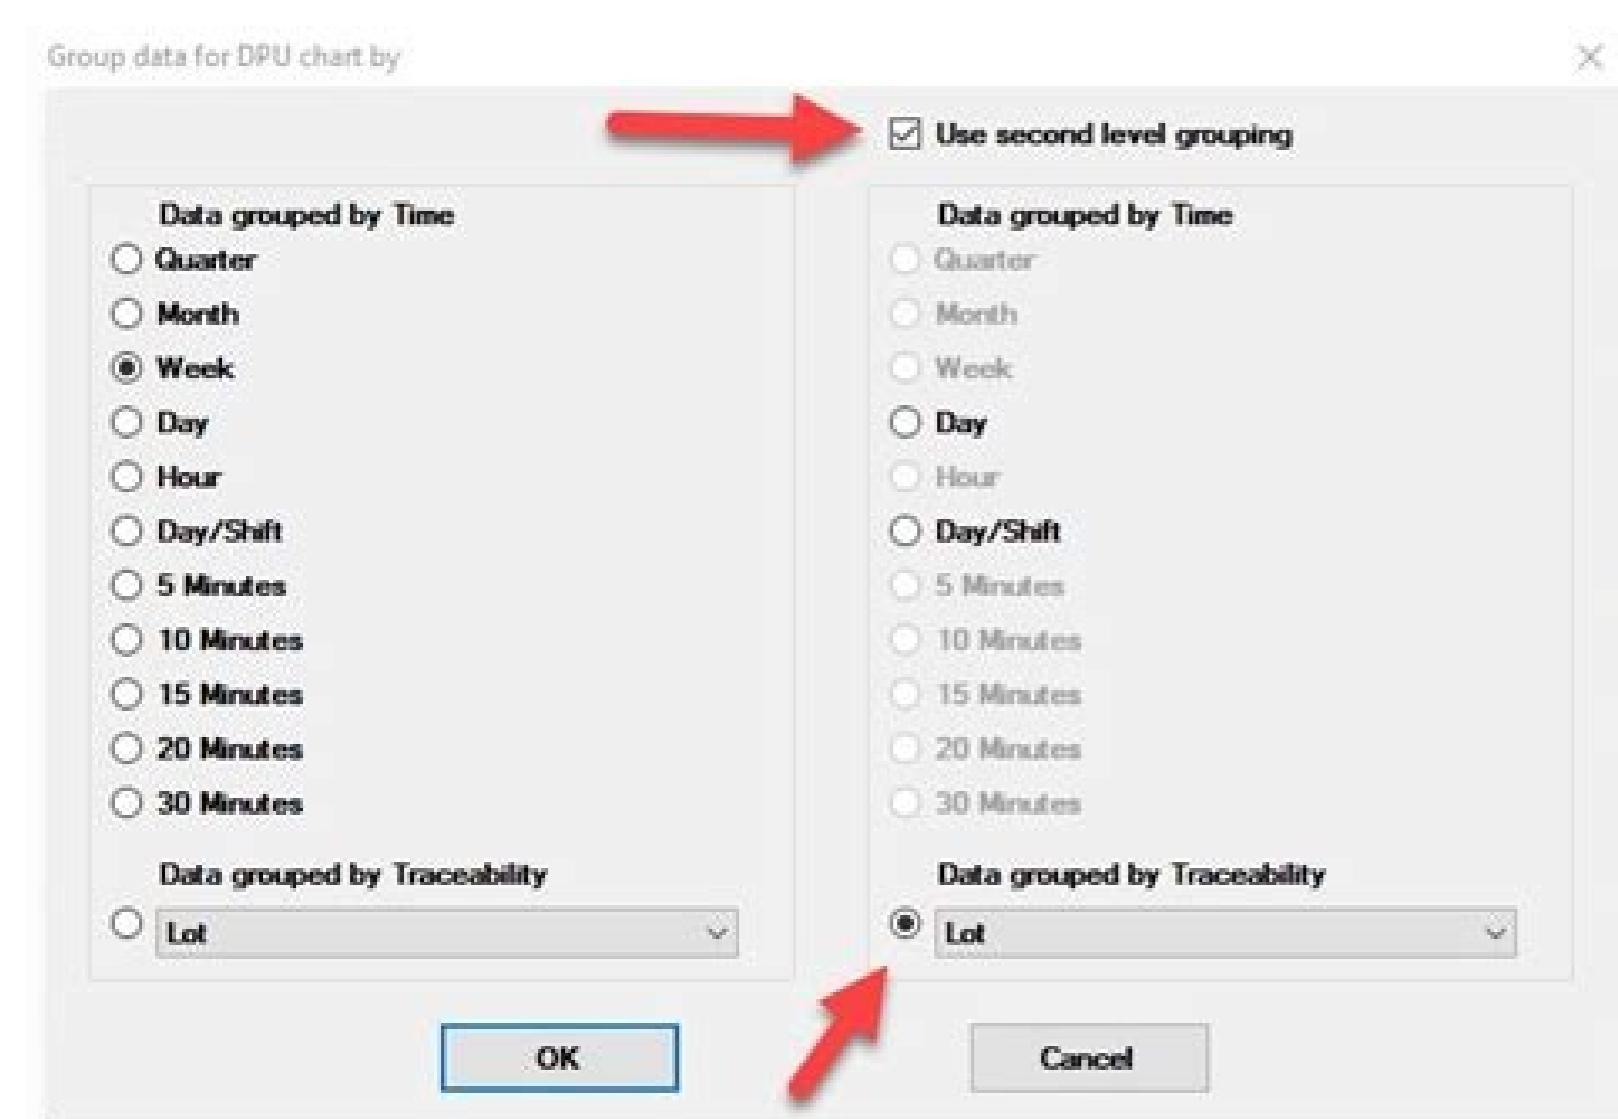 Group data for DPU chart by
Use second level grouping
Data grouped by Time
Quarter
Month
Week
Day
Hour
Day/Shift
5 Minutes
10 Minutes
15 Minutes
20 Minutes
30 Minutes
Data grouped by Traceability
Lot
Data grouped by Time
Quarter
Month
Week
Day
Hour
Day/Shift
5 Minutes
10 Minutes
15 Minutes
20 Minutes
30 Minutes
Data grouped by Traceability
Lot
OK
Cancel